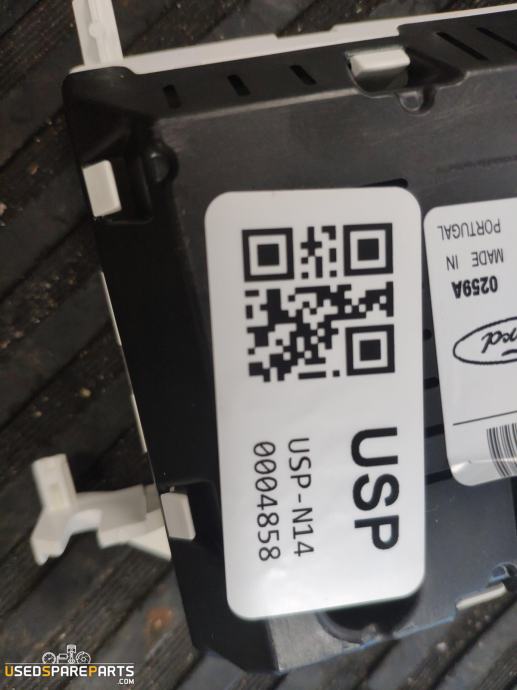 USP
USP-N14
0004858
0259A
MADE IN
PORTUGAL
USEDSPAREPARTS
.COM